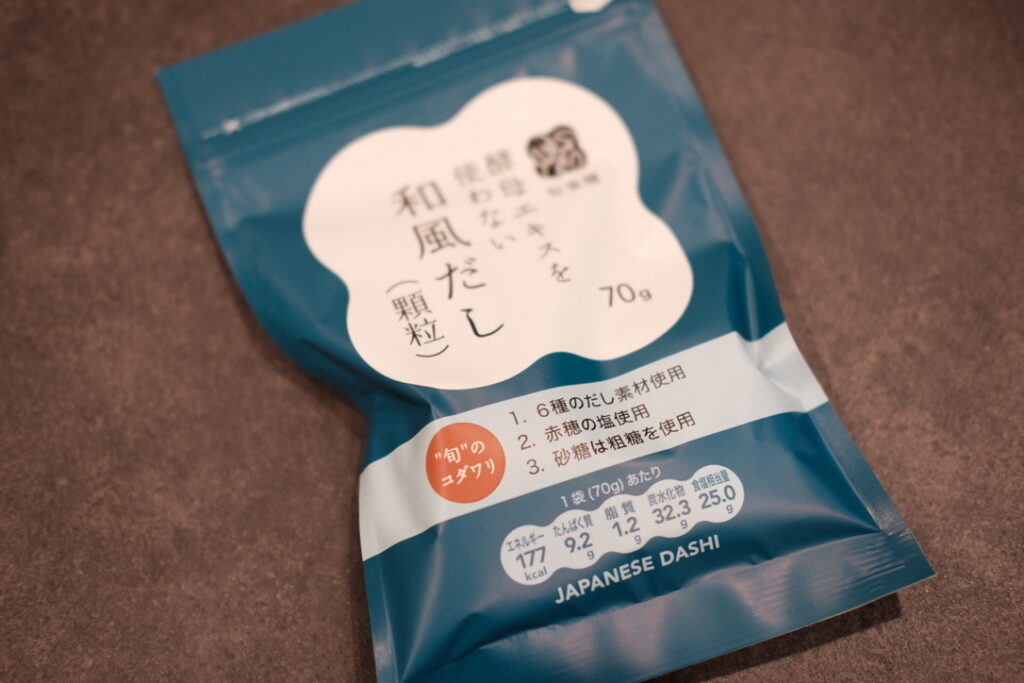 酵母エキスを
使わない
和風だし
(顆粒)
70g
"旬"の
コダワリ
1. 6種のだし素材使用
2. 赤穂の塩使用
3. 砂糖は粗糖を使用
1袋(70g)あたり
エネルギー 177 kcal
たんぱく質 9.2 g
脂質 1.2 g
炭水化物 32.3 g
食塩相当量 25.0 g
JAPANESE DASHI